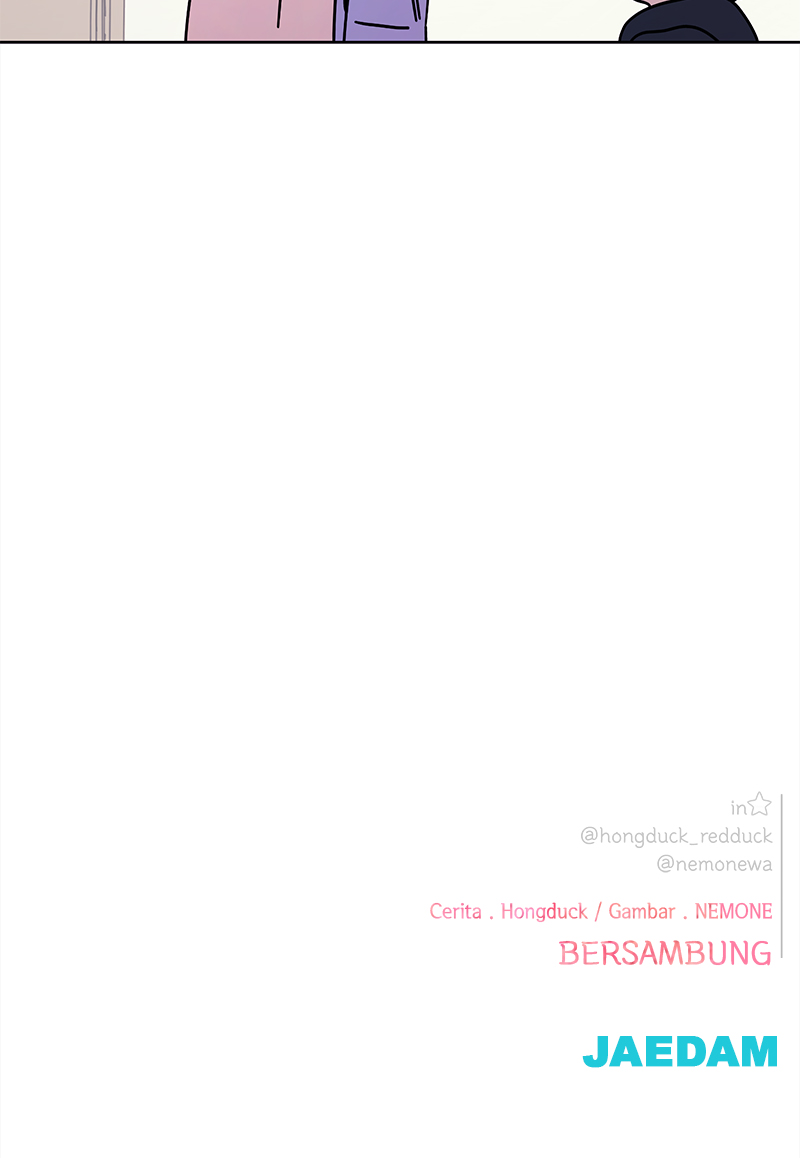 in☆
@hongduck_redduck
@nemonewa
Cerita . Hongduck / Gambar . NEMONE
BERSAMBUNG
JAEDAM